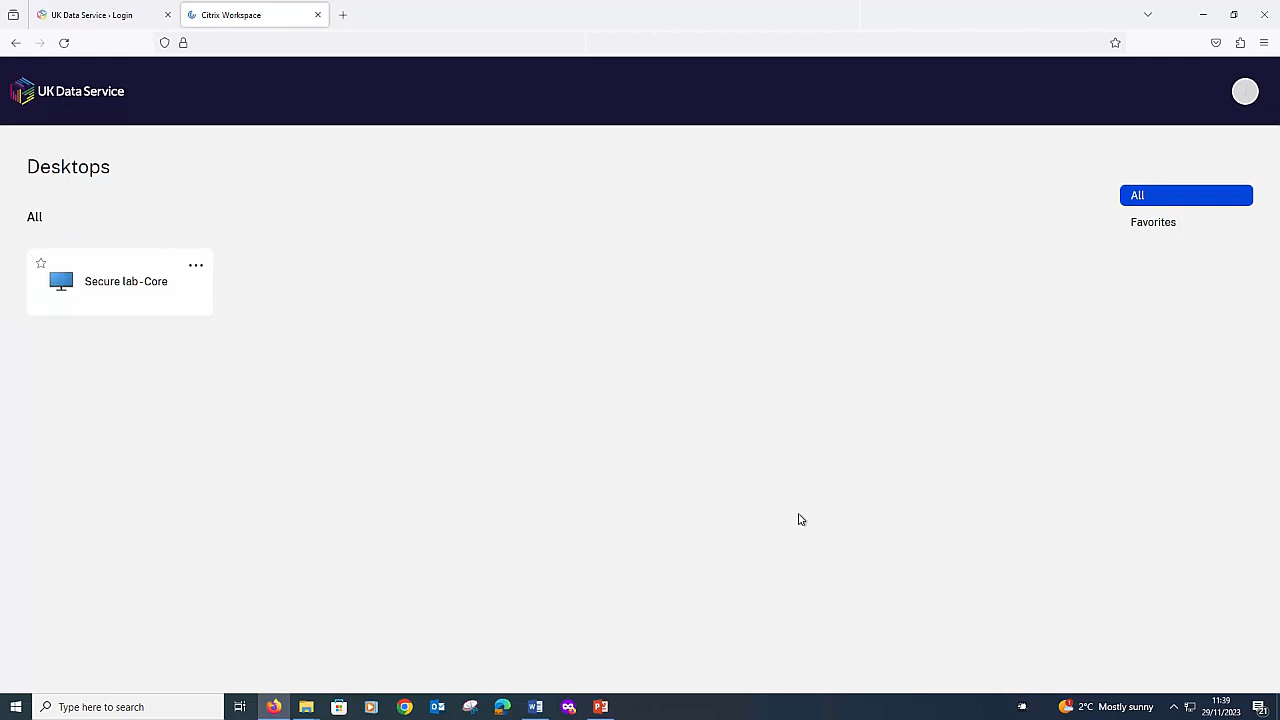 UK Data Service › Login
Citrix Workspace
UK Data Service
Desktops
All
Favorites
All
Secure lab-Core
Type here to search
2°C Mostly sunny
11:39
29/11/2023